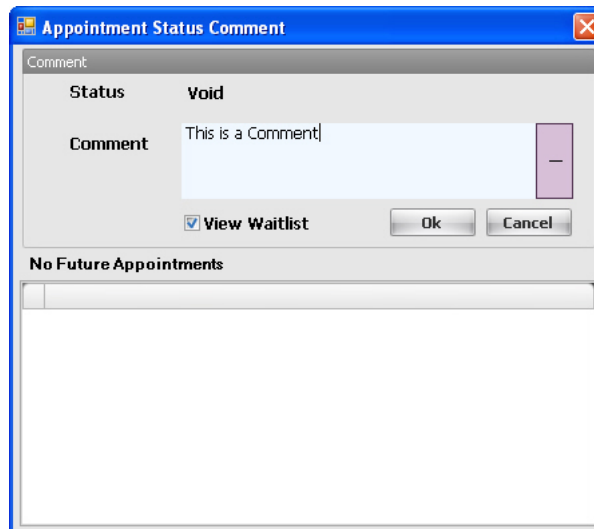 Appointment Status Comment
Comment
Status Void
Comment This is a Comment
View Waitlist Ok Cancel
No Future Appointments